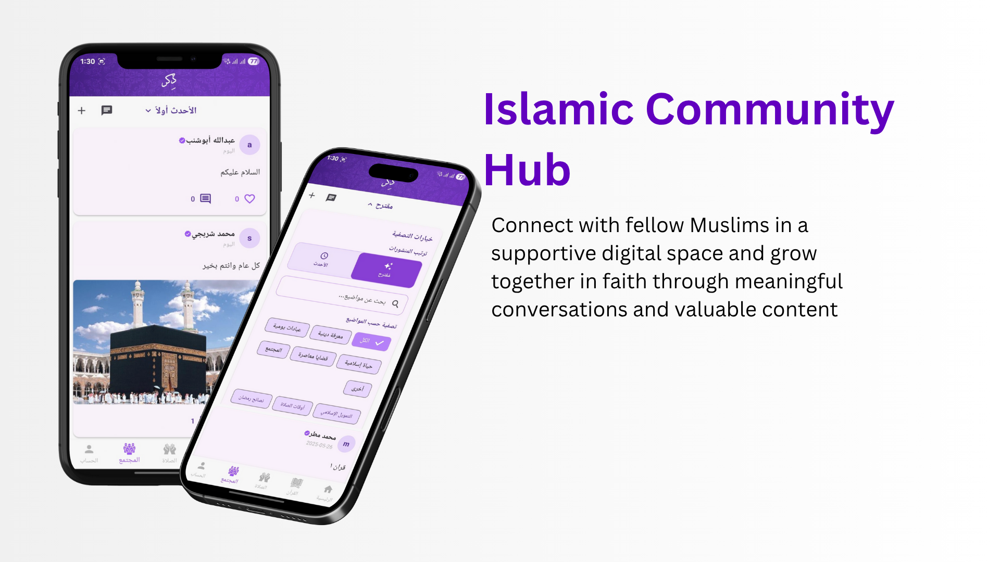 Islamic Community
Hub
Connect with fellow Muslims in a
supportive digital space and grow
together in faith through meaningful
conversations and valuable content
1:30
77
ذِكر
الأحدث أولاً
a
عبدالله أبوشنب
اليوم
السلام عليكم
0
0
s
محمد شربجي
اليوم
كل عام وانتم بخير
1
الصلاة
المجتمع
الحساب
1:30
77
ذِكر
مقترح
خيارات التصفية
ترتيب المنشورات
مقترح
الأحدث
بحث عن مواضيع...
تصفية حسب المواضيع
الكل
معرفة دينية
عبادات يومية
حياة إسلامية
قضايا معاصرة
المجتمع
أخرى
التمويل الإسلامي
أوقات الصلاة
نصائح رمضان
m
محمد مطر
2025-05-26
قران ١
الرئيسية
القرآن
الصلاة
المجتمع
الحساب